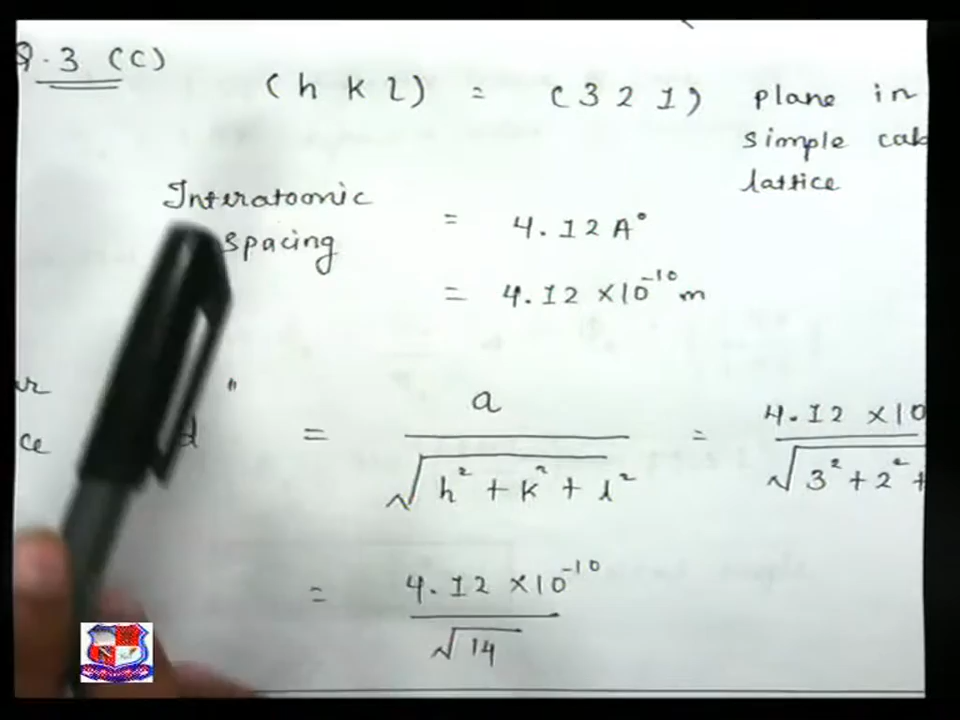 Q.3 (C)
(h k l) = (3 2 1) plane in
simple
lattice
Interatomic
spacing = 4.12 A°
= 4.12 × 10⁻¹⁰ m
d = a / √(h² + k² + l²) = 4.12 × 10 / √(3² + 2² +
= 4.12 × 10⁻¹⁰ / √14